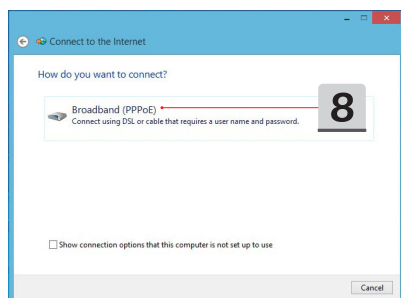 Connect to the Internet
How do you want to connect?
Broadband (PPPoE)
Connect using DSL or cable that requires a user name and password.
8
Show connection options that this computer is not set up to use
Cancel